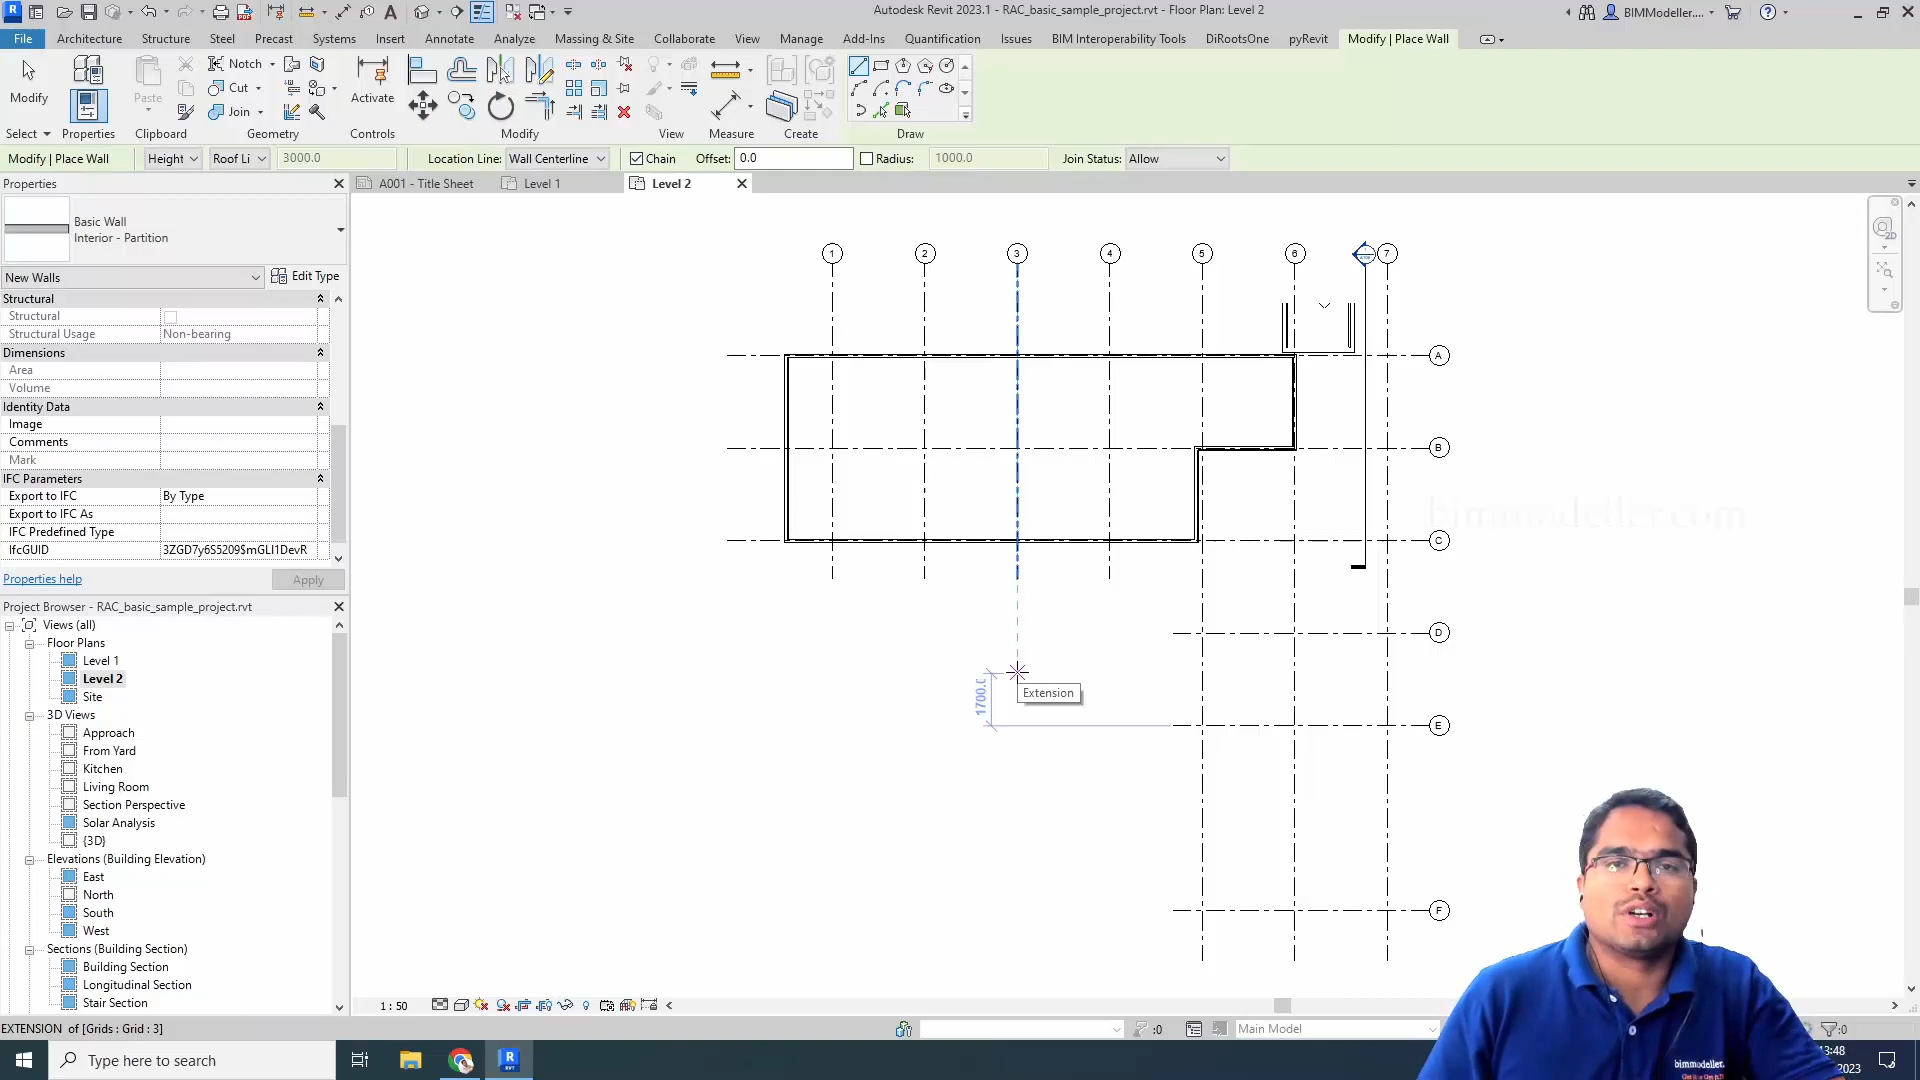 Autodesk Revit 2023.1 - RAC_basic_sample_project.rvt - Floor Plan: Level 2
BIMModeller....
File Architecture Structure Steel Precast Systems Insert Annotate Analyze Massing & Site Collaborate View Manage Add-Ins Quantification Issues BIM Interoperability Tools DiRootsOne pyRevit Modify | Place Wall
Modify
Paste
Notch
Cut
Join
Activate
Select Properties Clipboard Geometry Controls Modify View Measure Create Draw
Modify | Place Wall Height Roof Li 3000.0 Location Line: Wall Centerline Chain Offset: 0.0 Radius: 1000.0 Join Status: Allow
Properties
A001 - Title Sheet Level 1 Level 2
Basic Wall
Interior - Partition
New Walls Edit Type
Structural
Structural
Structural Usage Non-bearing
Dimensions
Area
Volume
Identity Data
Image
Comments
Mark
IFC Parameters
Export to IFC By Type
Export to IFC As
IFC Predefined Type
IfcGUID 3ZGD7y6S5209$mGLI1DevR
Properties help Apply
Project Browser - RAC_basic_sample_project.rvt
Views (all)
Floor Plans
Level 1
Level 2
Site
3D Views
Approach
From Yard
Kitchen
Living Room
Section Perspective
Solar Analysis
{3D}
Elevations (Building Elevation)
East
North
South
West
Sections (Building Section)
Building Section
Longitudinal Section
Stair Section
1 2 3 4 5 6 7
A
B
C
D
E
F
bimmodeller.com
1700.0
Extension
1 : 50
EXTENSION of [Grids : Grid : 3]
:0
Main Model
:0
Type here to search
13:48
2023
bimmodeller.